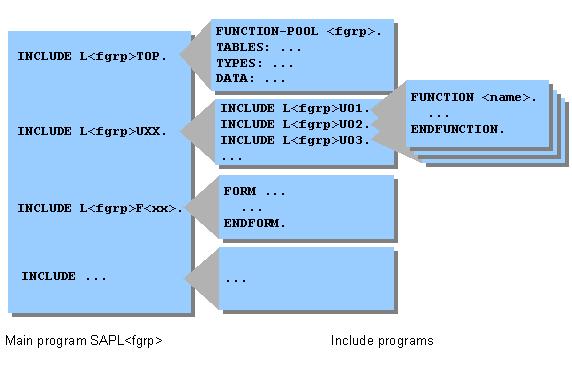 INCLUDE L<fgrp>TOP.
INCLUDE L<fgrp>UXX.
INCLUDE L<fgrp>F<xx>.
INCLUDE ...
FUNCTION-POOL <fgrp>.
TABLES: ...
TYPES: ...
DATA: ...
INCLUDE L<fgrp>U01.
INCLUDE L<fgrp>U02.
INCLUDE L<fgrp>U03.
...
FUNCTION <name>.
...
ENDFUNCTION.
FORM ...
...
ENDFORM.
...
Main program SAPL<fgrp>
Include programs